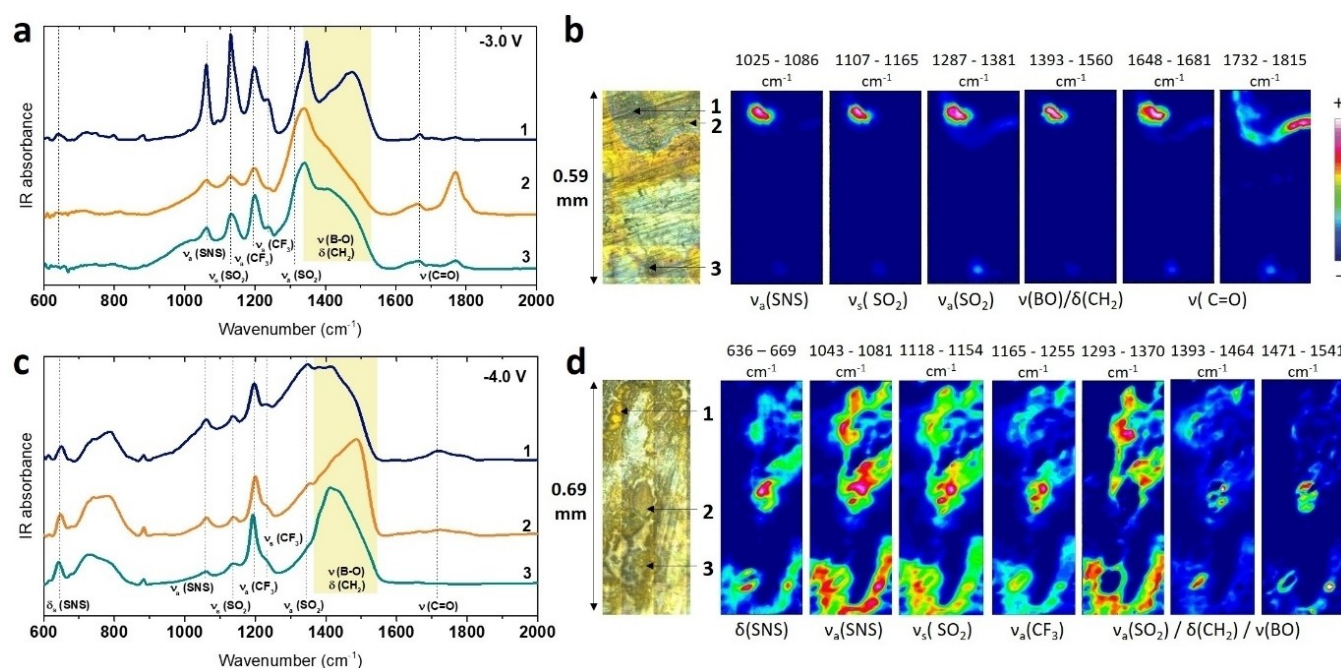 a
-3.0 V
IR absorbance
1
2
3
νₐ (SNS)
νₐ (SO₂)
νₐ (CF₃)
νₐ (CF₃)
νₐ (SO₂)
ν (B-O)
δ (CH₂)
ν (C=O)
600 800 1000 1200 1400 1600 1800 2000
Wavenumber (cm⁻¹)
b
1025 - 1086 1107 - 1165 1287 - 1381 1393 - 1560 1648 - 1681 1732 - 1815
cm⁻¹ cm⁻¹ cm⁻¹ cm⁻¹ cm⁻¹ cm⁻¹
0.59
mm
1
2
3
+
–
νₐ(SNS) νₛ( SO₂) νₐ(SO₂) ν(BO)/δ(CH₂) ν( C=O)
c
-4.0 V
IR absorbance
1
2
3
δₛ (SNS)
νₐ (SNS)
νₐ (SO₂)
νₐ (CF₃)
νₛ (CF₃)
νₐ (SO₂)
ν (B-O)
δ (CH₂)
ν (C=O)
600 800 1000 1200 1400 1600 1800 2000
Wavenumber (cm⁻¹)
d
636 – 669 1043 - 1081 1118 - 1154 1165 - 1255 1293 - 1370 1393 - 1464 1471 - 1541
cm⁻¹ cm⁻¹ cm⁻¹ cm⁻¹ cm⁻¹ cm⁻¹ cm⁻¹
0.69
mm
1
2
3
δ(SNS) νₐ(SNS) νₛ( SO₂) νₐ(CF₃) νₐ(SO₂) / δ(CH₂) / ν(BO)